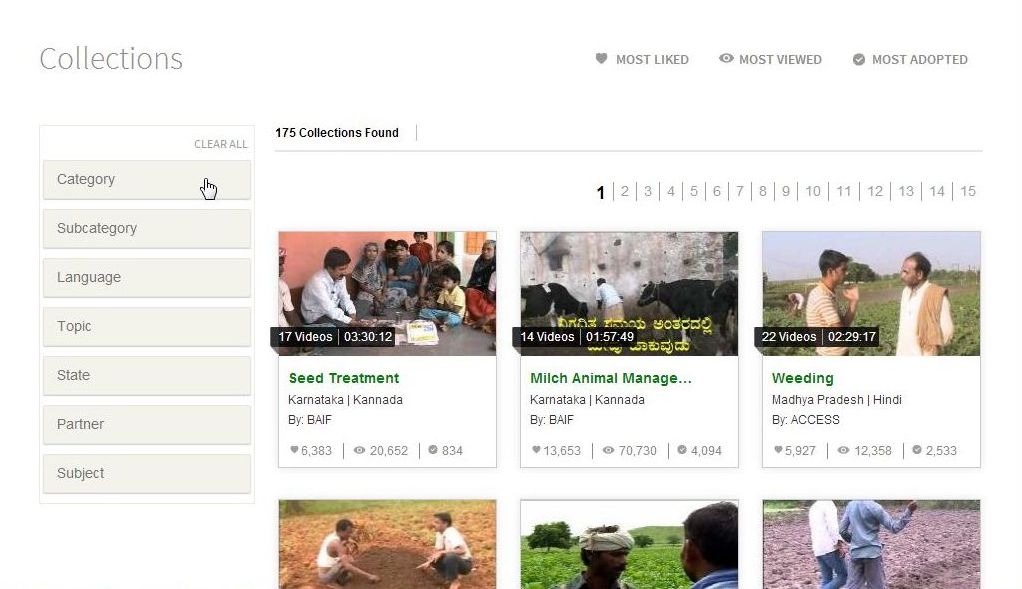 Collections
MOST LIKED
MOST VIEWED
MOST ADOPTED
CLEAR ALL
Category
Subcategory
Language
Topic
State
Partner
Subject
175 Collections Found
1 2 3 4 5 6 7 8 9 10 11 12 13 14 15
17 Videos 03:30:12
Seed Treatment
Karnataka | Kannada
By: BAIF
6,383 20,652 834
ನಿಗದಿತ ಸಮಯ ಅಂತರದಲ್ಲಿ
14 Videos 01:57:49
Milch Animal Manage...
Karnataka | Kannada
By: BAIF
13,653 70,730 4,094
22 Videos 02:29:17
Weeding
Madhya Pradesh | Hindi
By: ACCESS
5,927 12,358 2,533